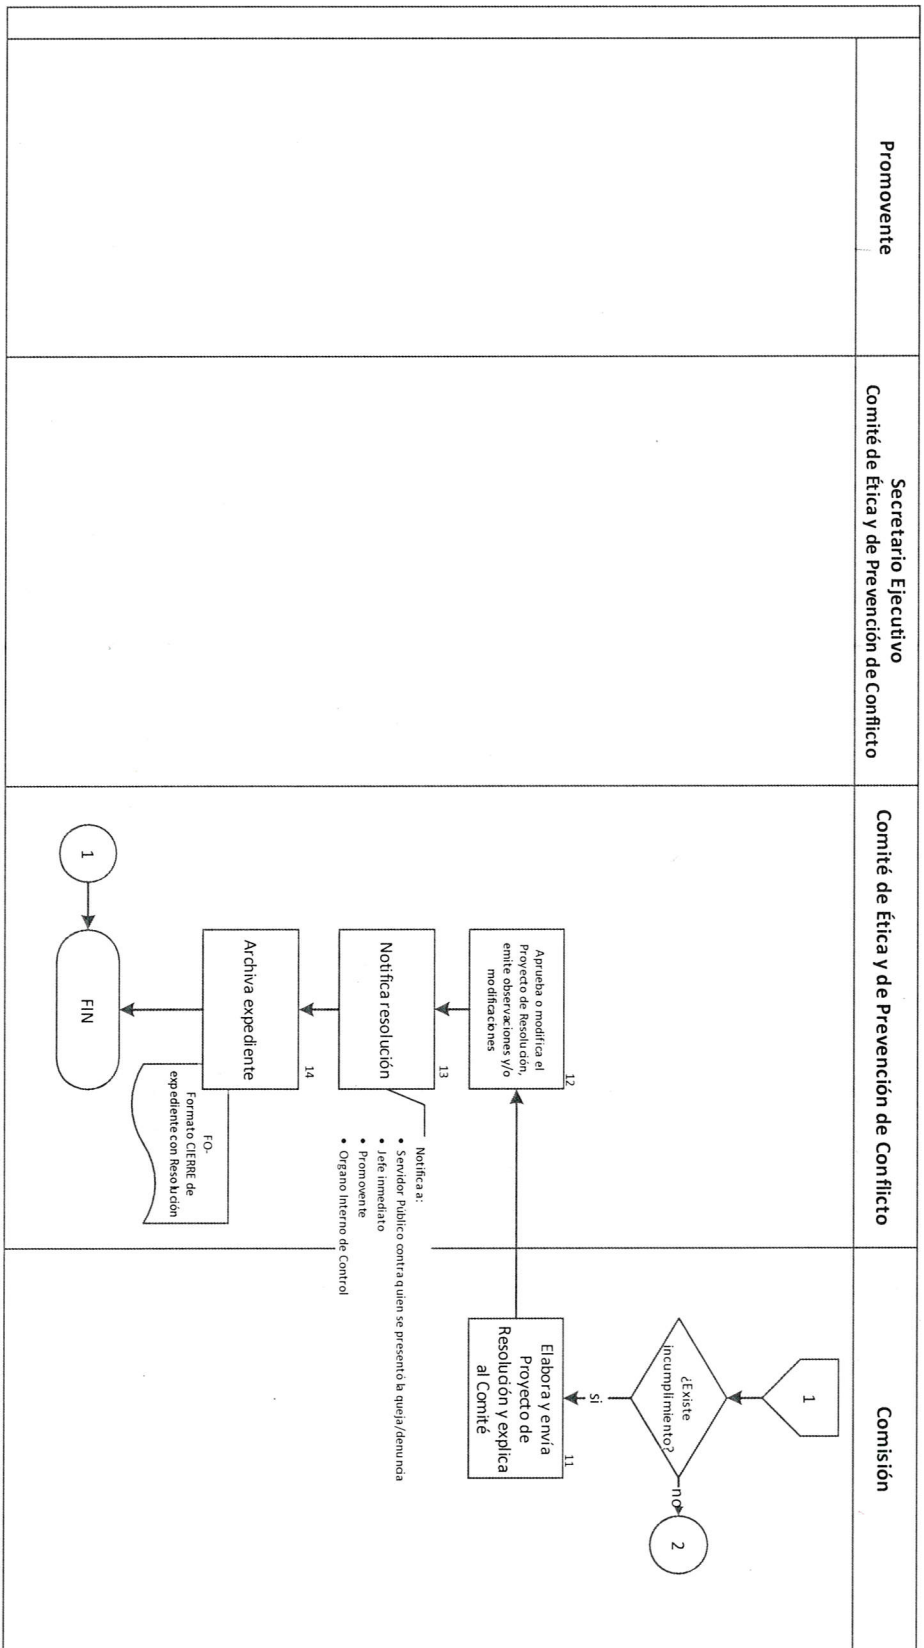 Promovente
Secretario Ejecutivo
Comité de Ética y de Prevención de Conflicto
Comité de Ética y de Prevención de Conflicto
Comisión
1
¿Existe
incumplimiento?
no
2
si
11
Elabora y envía
Proyecto de
Resolución y explica
al Comité
12
Aprueba o modifica el
Proyecto de Resolución,
emite observaciones y/o
modificaciones
13
Notifica resolución
Notifica a:
• Servidor Público contra quien se presentó la queja/denuncia
• Jefe inmediato
• Promovente
• Organo Interno de Control
14
Archiva expediente
FO-
Formato CIERRE de
expediente con Resolución
1
FIN